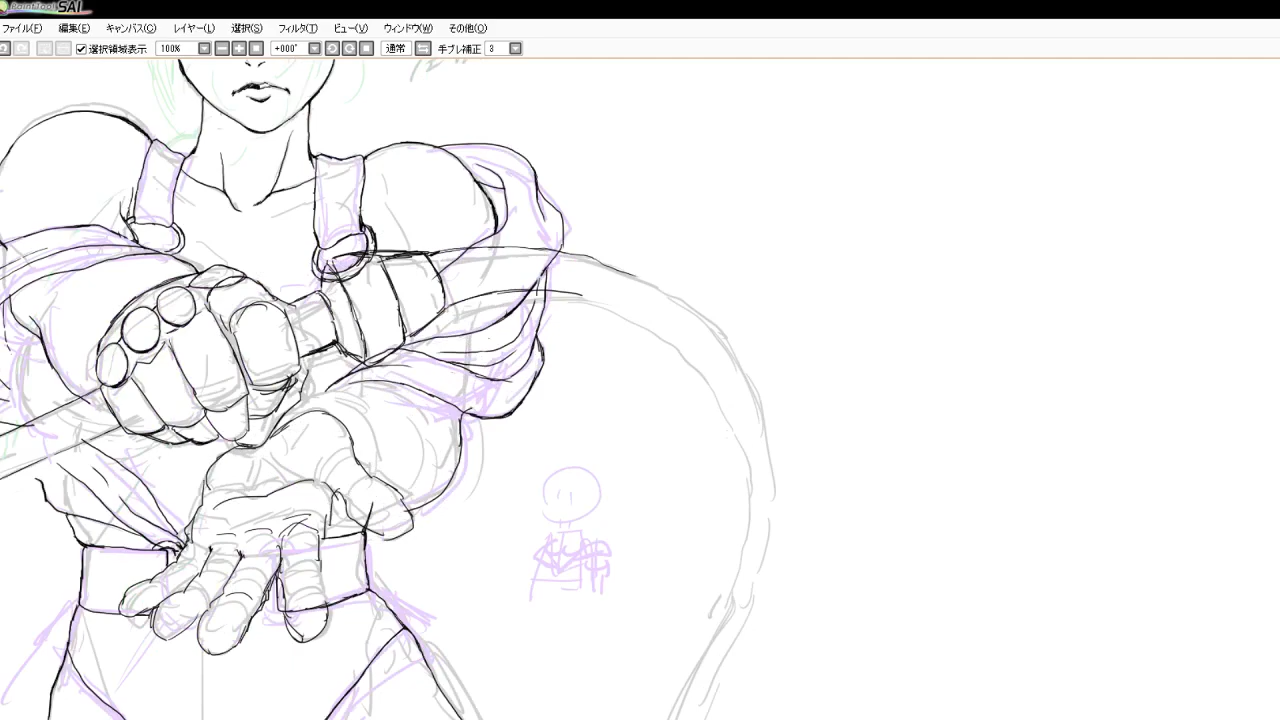 PaintTool SAI
ファイル(F) 編集(E) キャンバス(C) レイヤー(L) 選択(S) フィルタ(T) ビュー(V) ウィンドウ(W) その他(O)
選択領域表示 100% +000° 通常 手ブレ補正 3